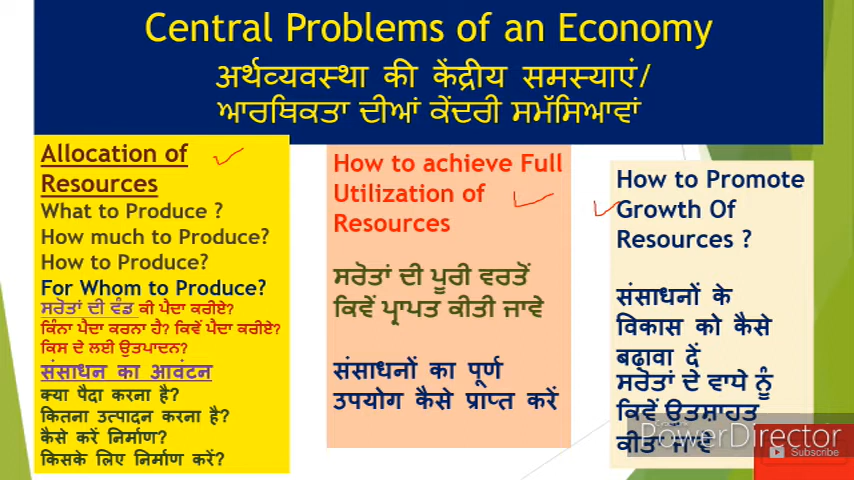 Central Problems of an Economy
अर्थव्यवस्था की केंद्रीय समस्याएं/
ਆਰਥਿਕਤਾ ਦੀਆਂ ਕੇਂਦਰੀ ਸਮੱਸਿਆਵਾਂ
Allocation of
Resources
What to Produce ?
How much to Produce?
How to Produce?
For Whom to Produce?
ਸਰੋਤਾਂ ਦੀ ਵੰਡ ਕੀ ਪੈਦਾ ਕਰੀਏ?
ਕਿੰਨਾ ਪੈਦਾ ਕਰਨਾ ਹੈ? ਕਿਵੇਂ ਪੈਦਾ ਕਰੀਏ?
ਕਿਸ ਦੇ ਲਈ ਉਤਪਾਦਨ?
संसाधन का आवंटन
क्या पैदा करना है?
कितना उत्पादन करना है?
कैसे करें निर्माण?
किसके लिए निर्माण करें?
How to achieve Full
Utilization of
Resources
ਸਰੋਤਾਂ ਦੀ ਪੂਰੀ ਵਰਤੋਂ
ਕਿਵੇਂ ਪ੍ਰਾਪਤ ਕੀਤੀ ਜਾਵੇ
संसाधनों का पूर्ण
उपयोग कैसे प्राप्त करें
How to Promote
Growth Of
Resources ?
संसाधनों के
विकास को कैसे
बढ़ावा दें
ਸਰੋਤਾਂ ਦੇ ਵਾਧੇ ਨੂੰ
ਕਿਵੇਂ ਉਤਸ਼ਾਹਤ
ਕੀਤਾ ਜਾਵੇ
PowerDirector
Subscribe